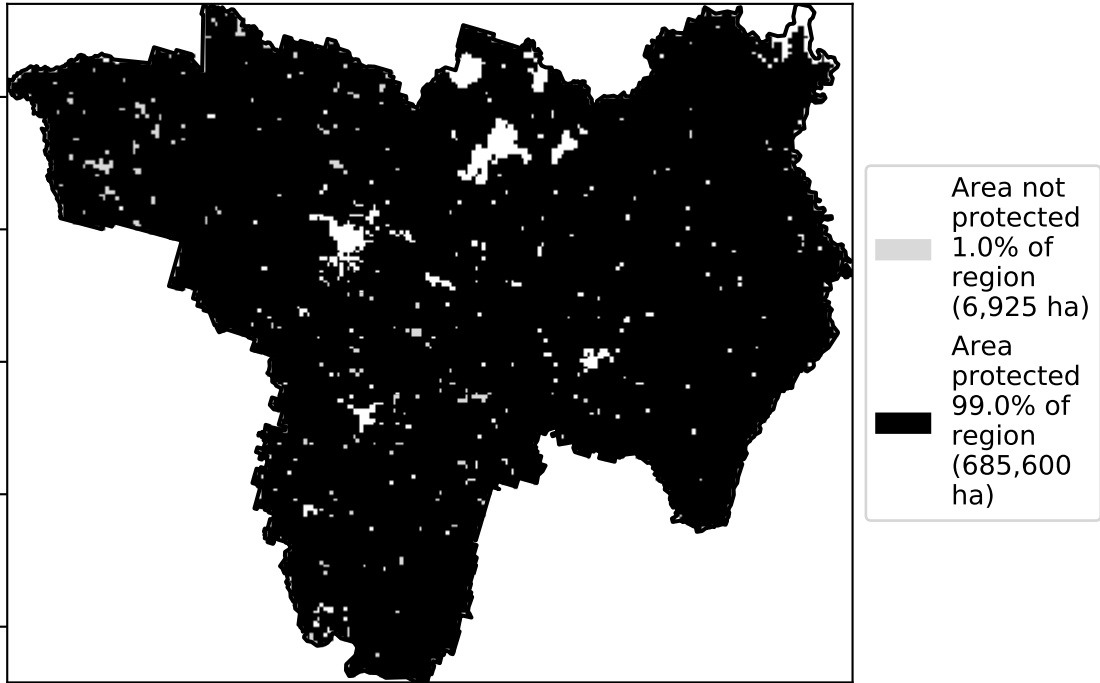 Area not
protected
1.0% of
region
(6,925 ha)
Area
protected
99.0% of
region
(685,600
ha)